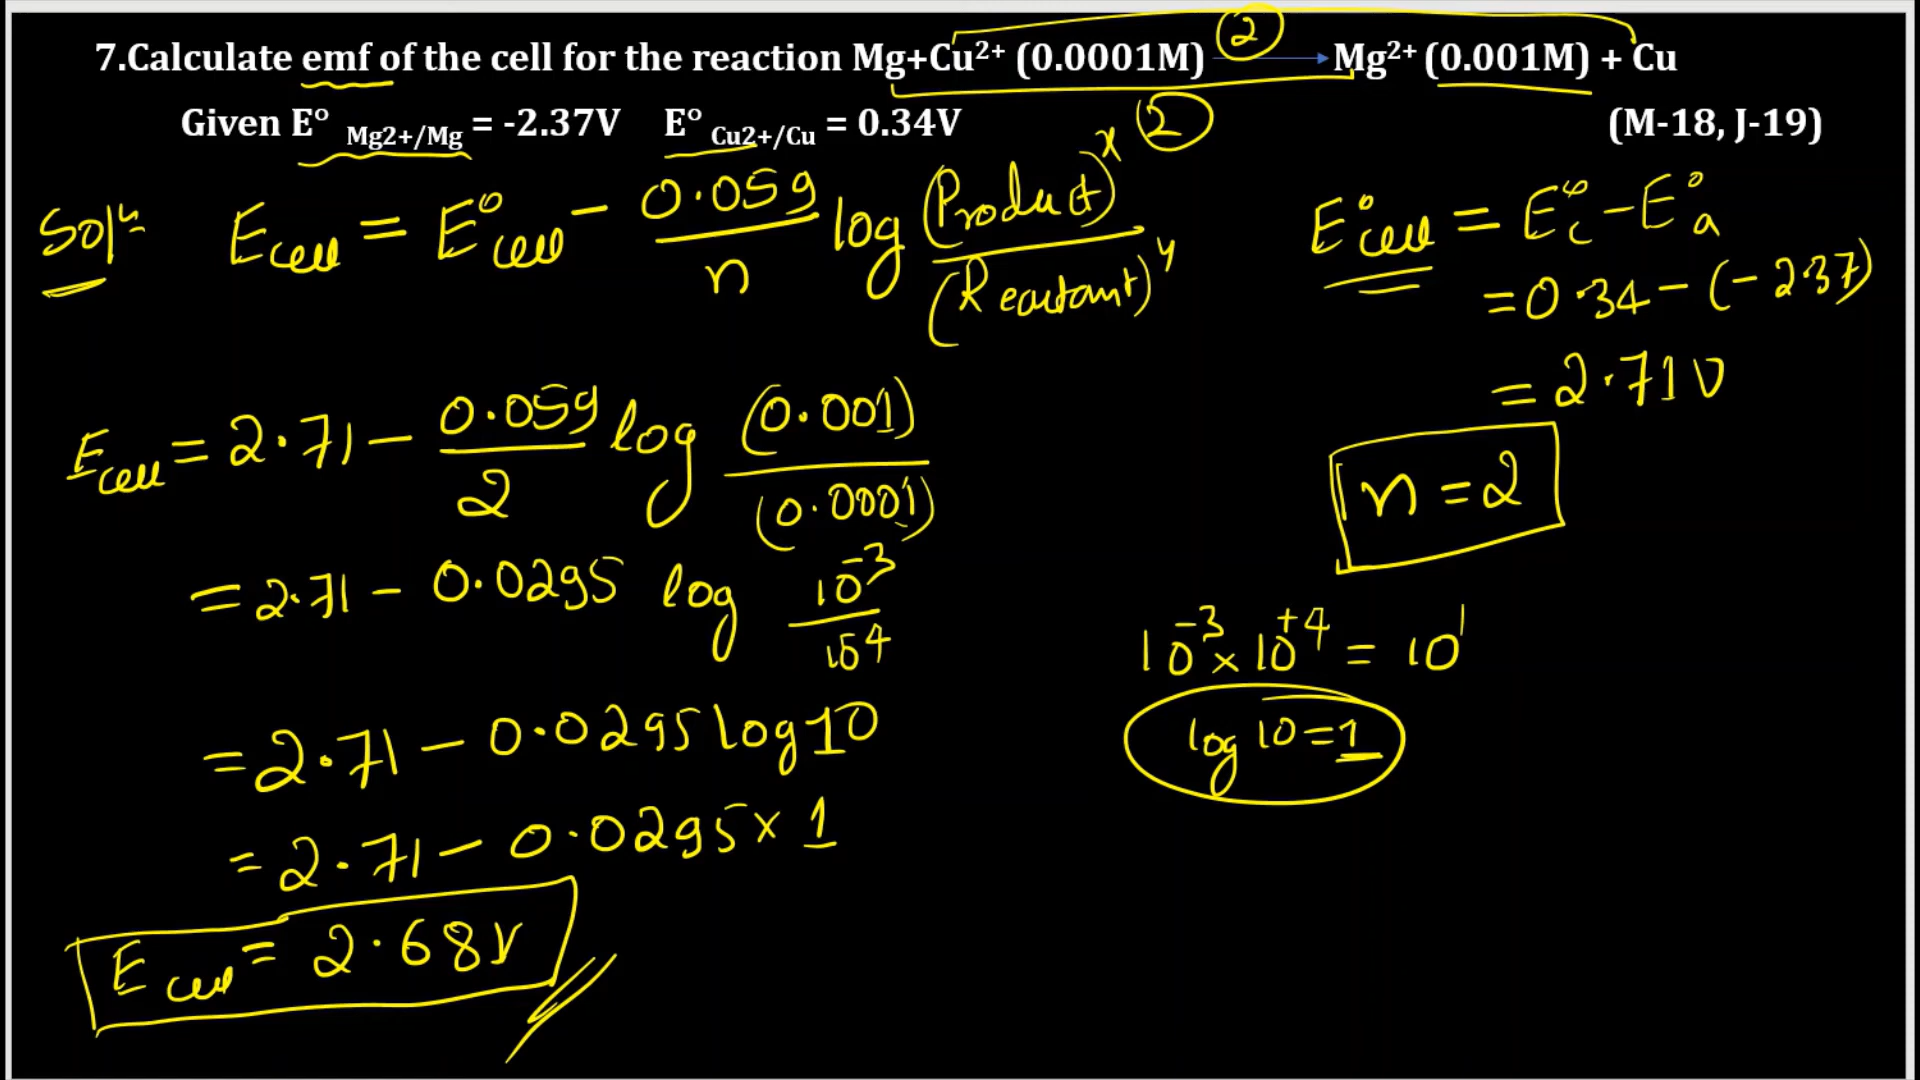 7.Calculate emf of the cell for the reaction Mg+Cu²⁺ (0.0001M) → Mg²⁺ (0.001M) + Cu
②
Given E° Mg2+/Mg = -2.37V E° Cu2+/Cu = 0.34V (M-18, J-19)
②
Solⁿ: E cell = E° cell - 0.059/n log (Product)ˣ/(Reactant)ʸ
E° cell = E°c - E°a
= 0.34 - (-2.37)
= 2.71V
n = 2
E cell = 2.71 - 0.059/2 log (0.001)/(0.0001)
= 2.71 - 0.0295 log 10⁻³/10⁻⁴
10⁻³ × 10⁺⁴ = 10¹
log 10 = 1
= 2.71 - 0.0295 log 10
= 2.71 - 0.0295 × 1
E cell = 2.68V